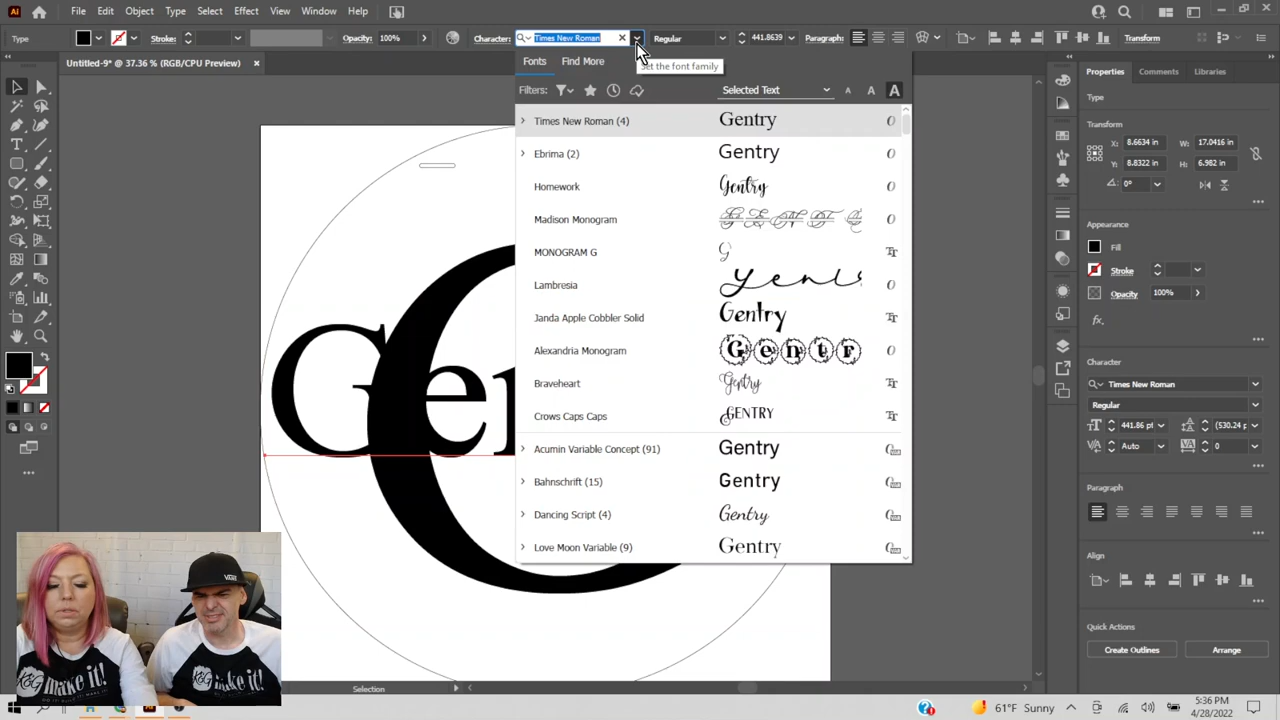 Ai File Edit Object Type Select Effect View Window Help
Type Stroke: Opacity: 100% Character: Times New Roman Regular 441.8639 Paragraph: Transform
Set the font family
Untitled-9* @ 37.36 % (RGB/CPU Preview) ×
Fonts Find More
Filters: Selected Text A A A
Times New Roman (4) Gentry
Ebrima (2) Gentry
Homework Gentry
Madison Monogram GENTR
MONOGRAM G G
Lambresia Gentry
Janda Apple Cobbler Solid Gentry
Alexandria Monogram Gentr
Braveheart Gentry
Crows Caps Caps GENTRY
Acumin Variable Concept (91) Gentry
Bahnschrift (15) Gentry
Dancing Script (4) Gentry
Love Moon Variable (9) Gentry
Gen
C
Properties Comments Libraries
Type
Transform
X: 8.6634 in W: 17.0416 in
Y: 8.8322 in H: 6.982 in
0°
Appearance
Fill
Stroke
Opacity 100%
fx.
Character
Times New Roman
Regular
441.86 pt (530.24 p
Auto 0
Paragraph
Align
Quick Actions
Create Outlines Arrange
Selection
K&G make it!
VANS
K&G make it!
61°F Sunny
5:36 PM
4/28/2022